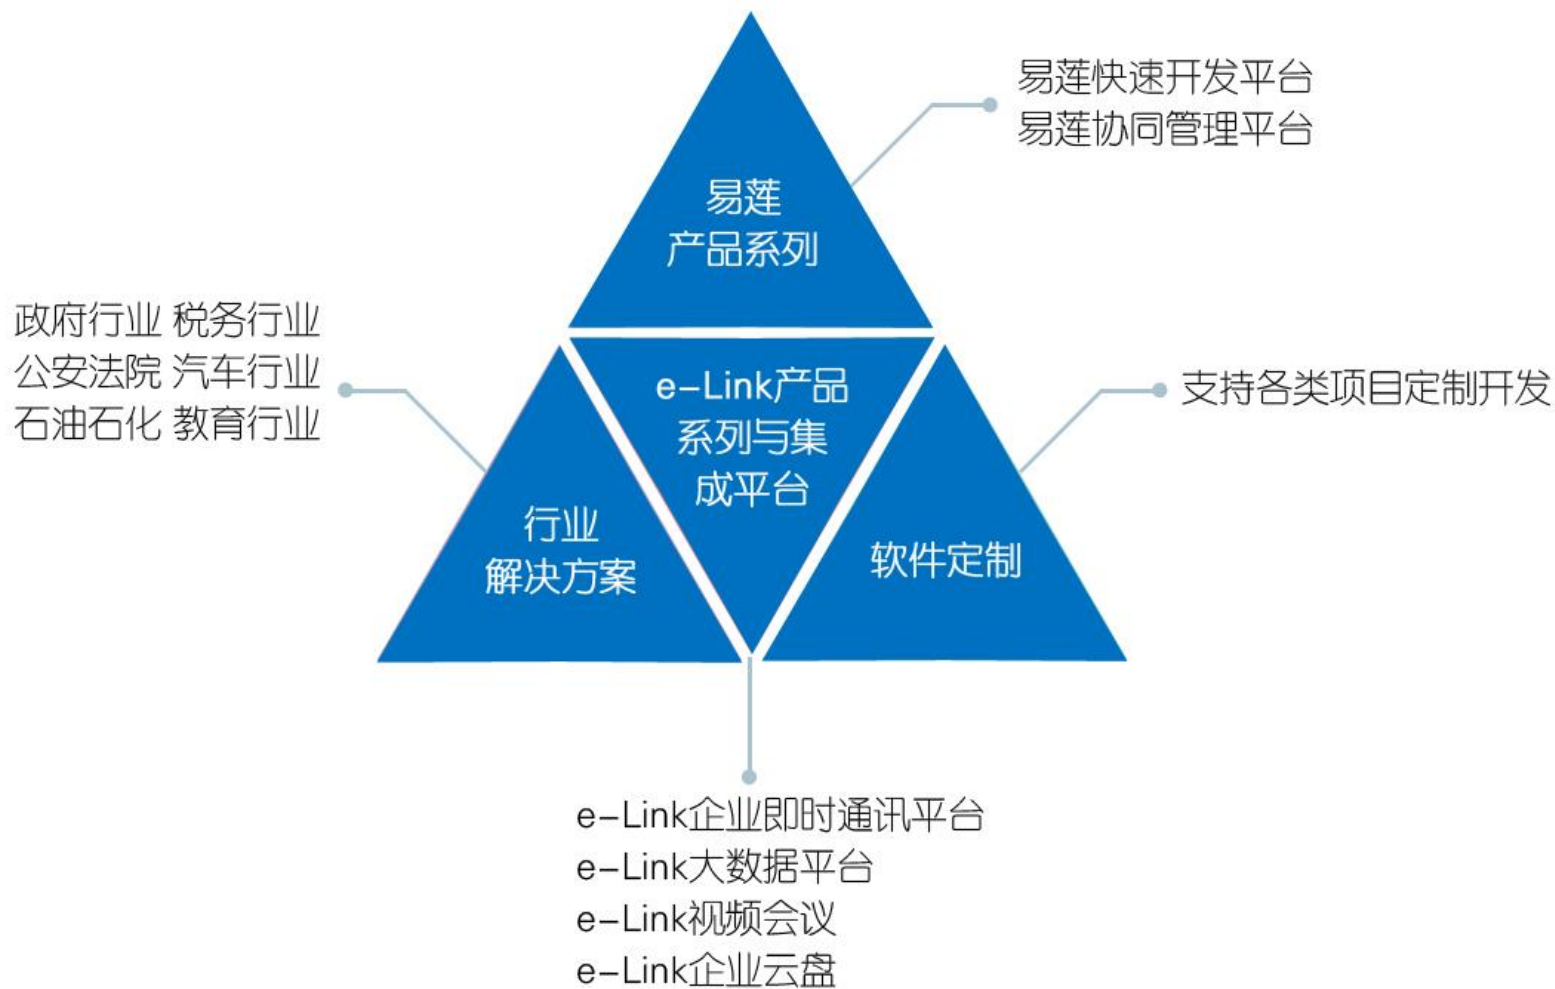 易莲快速开发平台
易莲协同管理平台
易莲
产品系列
政府行业 税务行业
公安法院 汽车行业
石油石化 教育行业
e-Link产品
系列与集
成平台
支持各类项目定制开发
行业
解决方案
软件定制
e-Link企业即时通讯平台
e-Link大数据平台
e-Link视频会议
e-Link企业云盘